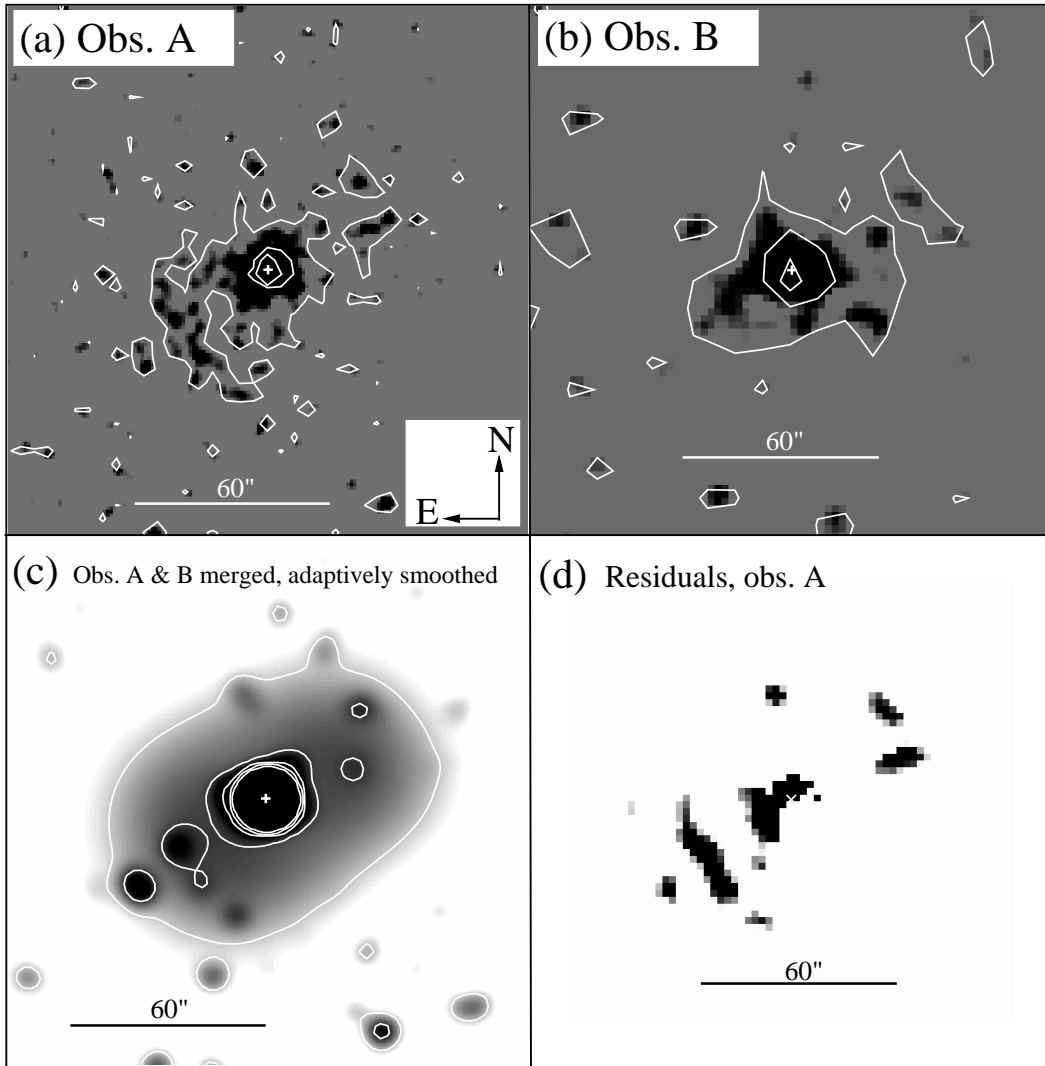 (a) Obs. A
(b) Obs. B
60"
N
E
60"
(c) Obs. A & B merged, adaptively smoothed
(d) Residuals, obs. A
60"
60"